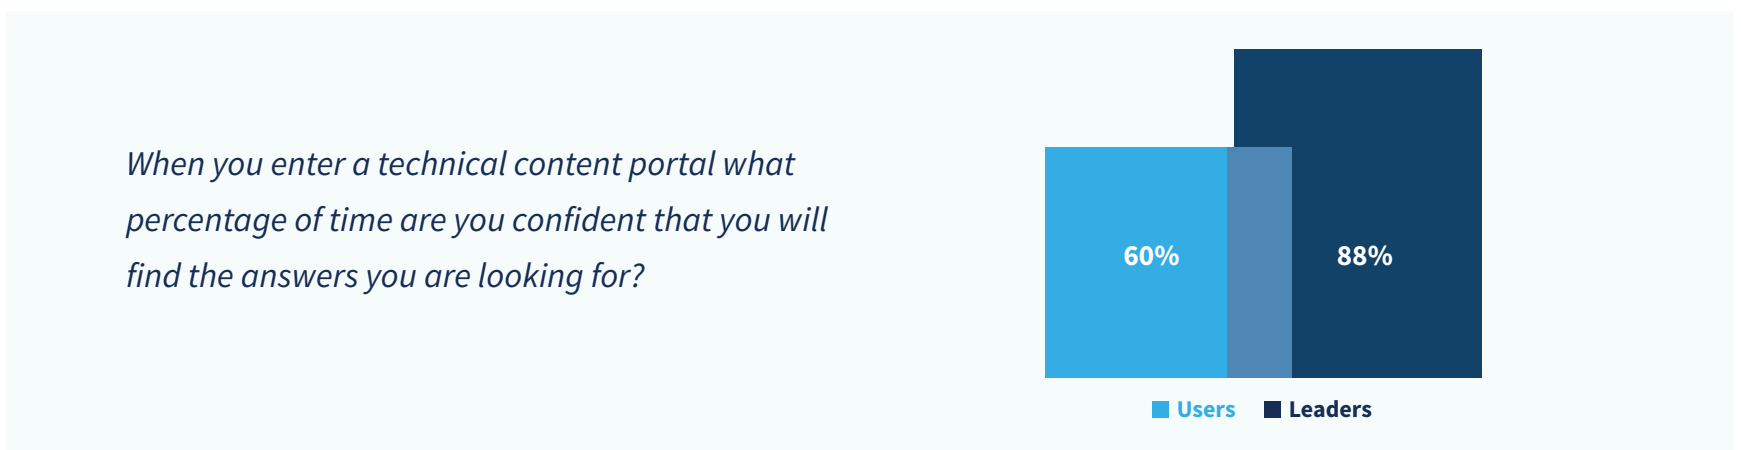 When you enter a technical content portal what
percentage of time are you confident that you will
find the answers you are looking for?
60%
88%
Users
Leaders